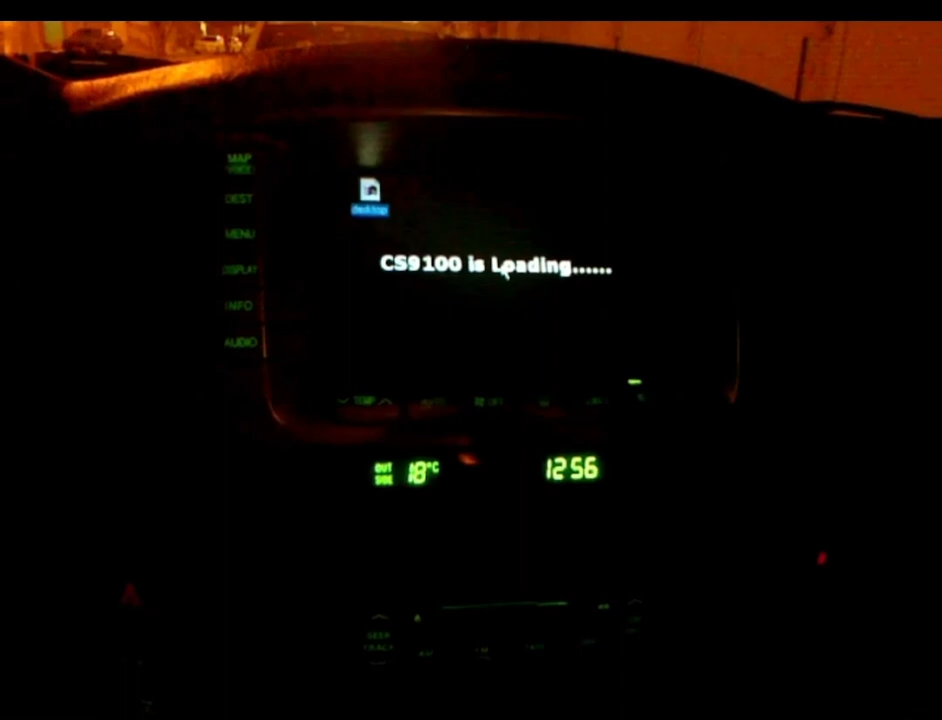 MAP
VOICE
DEST
desktop
MENU
CS9100 is Loading......
DISPLAY
INFO
AUDIO
TEMP
OFF
OUT
SIDE
18°C
12:56
SEEK
TRACK